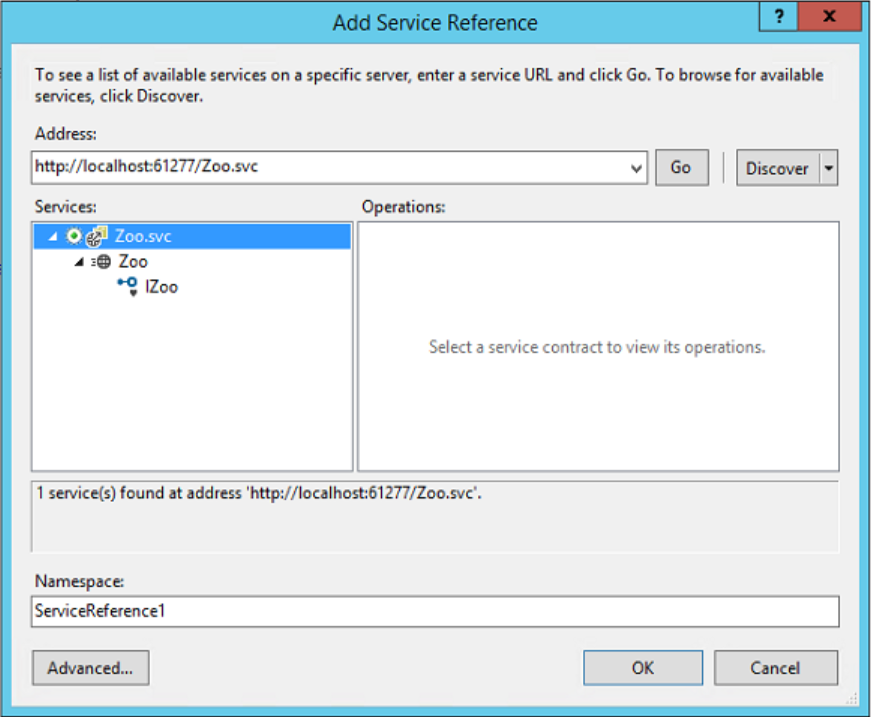 Add Service Reference
?
x
To see a list of available services on a specific server, enter a service URL and click Go. To browse for available
services, click Discover.
Address:
http://localhost:61277/Zoo.svc
Go
Discover
Services:
Operations:
Zoo.svc
Zoo
IZoo
Select a service contract to view its operations.
1 service(s) found at address 'http://localhost:61277/Zoo.svc'.
Namespace:
ServiceReference1
Advanced...
OK
Cancel